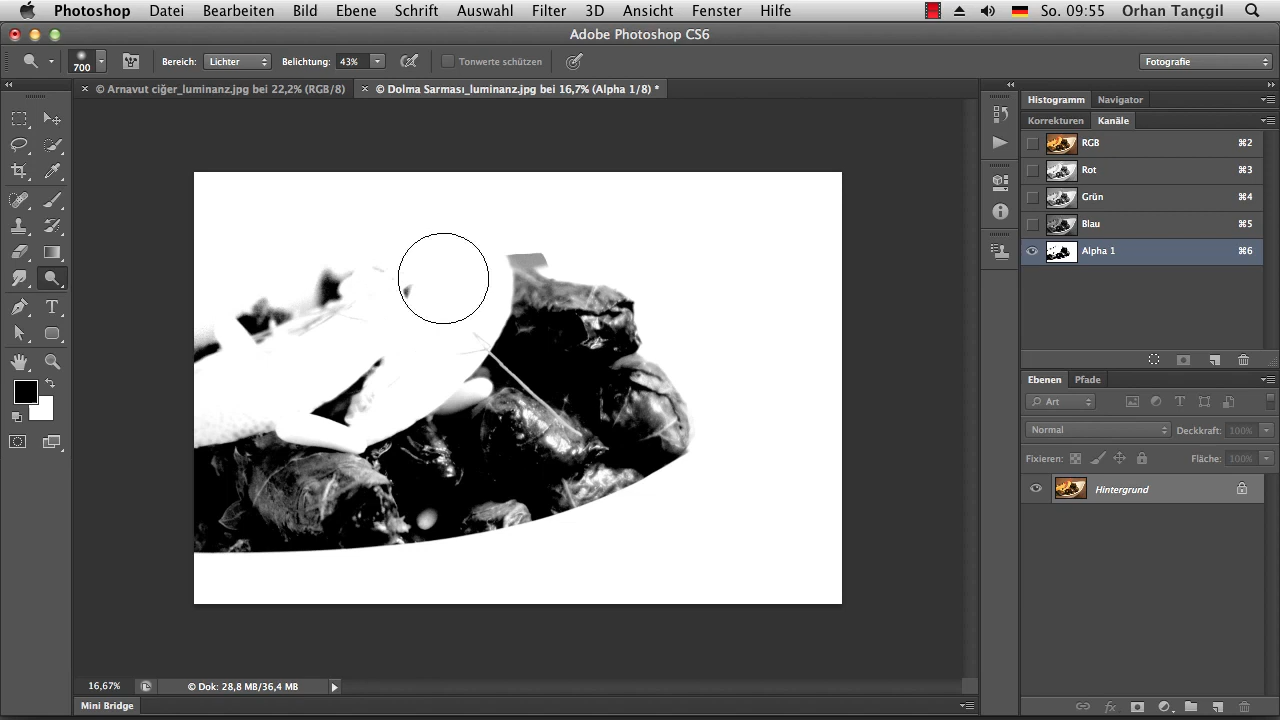 Photoshop Datei Bearbeiten Bild Ebene Schrift Auswahl Filter 3D Ansicht Fenster Hilfe So. 09:55 Orhan Tançgil
Adobe Photoshop CS6
700 Bereich: Lichter Belichtung: 43% Tonwerte schützen Fotografie
× © Arnavut ciğer_luminanz.jpg bei 22,2% (RGB/8) × © Dolma Sarması_luminanz.jpg bei 16,7% (Alpha 1/8) *
Histogramm Navigator
Korrekturen Kanäle
RGB ⌘2
Rot ⌘3
Grün ⌘4
Blau ⌘5
Alpha 1 ⌘6
Ebenen Pfade
Art
Normal Deckkraft: 100%
Fixieren: Fläche: 100%
Hintergrund
16,67% © Dok: 28,8 MB/36,4 MB
Mini Bridge